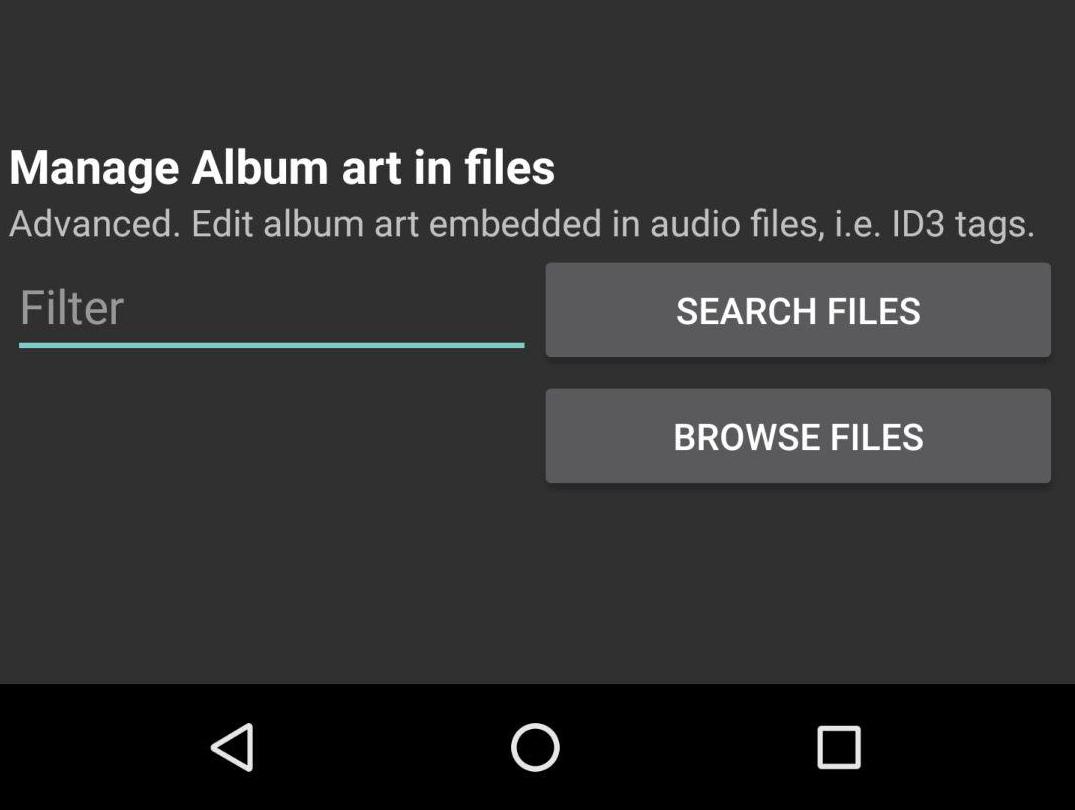 Manage Album art in files
Advanced. Edit album art embedded in audio files, i.e. ID3 tags.
Filter
SEARCH FILES
BROWSE FILES